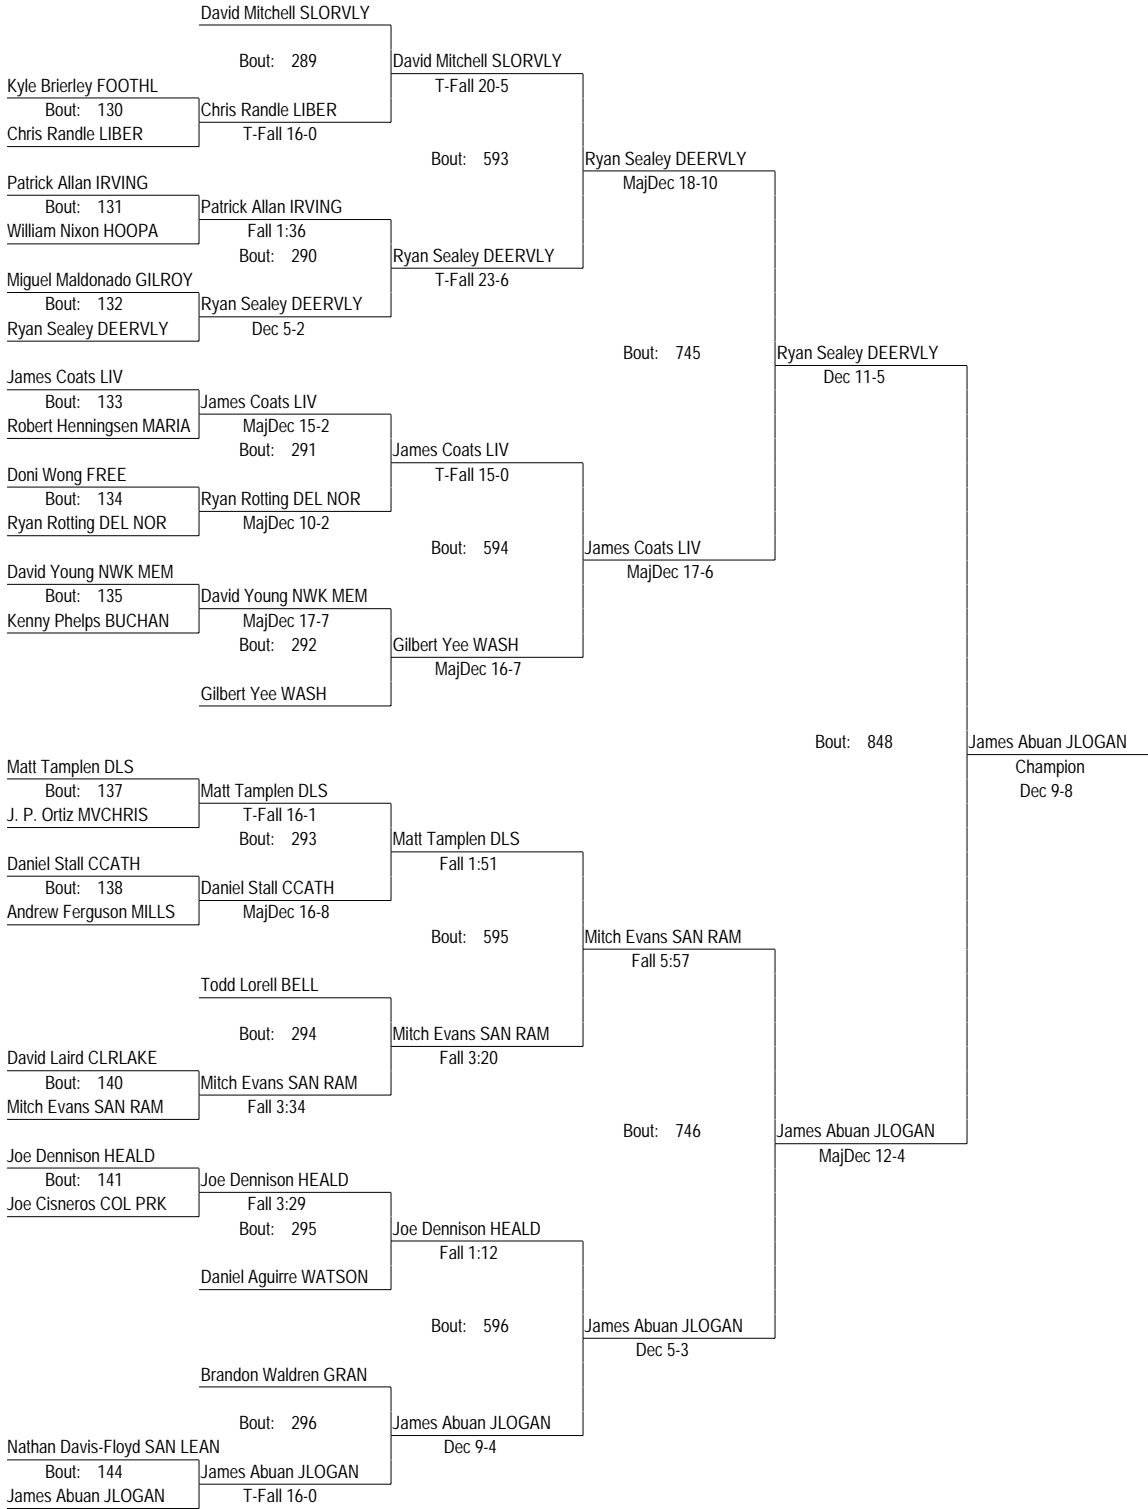 David Mitchell SLORVLY
Bout: 289
David Mitchell SLORVLY
T-Fall 20-5
Kyle Brierley FOOTHL
Bout: 130
Chris Randle LIBER
Chris Randle LIBER
T-Fall 16-0
Bout: 593
Ryan Sealey DEERVLY
MajDec 18-10
Patrick Allan IRVING
Bout: 131
William Nixon HOOPA
Patrick Allan IRVING
Fall 1:36
Bout: 290
Ryan Sealey DEERVLY
T-Fall 23-6
Miguel Maldonado GILROY
Bout: 132
Ryan Sealey DEERVLY
Ryan Sealey DEERVLY
Dec 5-2
Bout: 745
Ryan Sealey DEERVLY
Dec 11-5
James Coats LIV
Bout: 133
Robert Henningsen MARIA
James Coats LIV
MajDec 15-2
Bout: 291
James Coats LIV
T-Fall 15-0
Doni Wong FREE
Bout: 134
Ryan Rotting DEL NOR
Ryan Rotting DEL NOR
MajDec 10-2
Bout: 594
James Coats LIV
MajDec 17-6
David Young NWK MEM
Bout: 135
Kenny Phelps BUCHAN
David Young NWK MEM
MajDec 17-7
Bout: 292
Gilbert Yee WASH
MajDec 16-7
Gilbert Yee WASH
Bout: 848
James Abuan JLOGAN
Champion
Dec 9-8
Matt Tamplen DLS
Bout: 137
J. P. Ortiz MVCHRIS
Matt Tamplen DLS
T-Fall 16-1
Bout: 293
Matt Tamplen DLS
Fall 1:51
Daniel Stall CCATH
Bout: 138
Andrew Ferguson MILLS
Daniel Stall CCATH
MajDec 16-8
Bout: 595
Mitch Evans SAN RAM
Fall 5:57
Todd Lorell BELL
Bout: 294
Mitch Evans SAN RAM
Fall 3:20
David Laird CLRLAKE
Bout: 140
Mitch Evans SAN RAM
Mitch Evans SAN RAM
Fall 3:34
Bout: 746
James Abuan JLOGAN
MajDec 12-4
Joe Dennison HEALD
Bout: 141
Joe Cisneros COL PRK
Joe Dennison HEALD
Fall 3:29
Bout: 295
Joe Dennison HEALD
Fall 1:12
Daniel Aguirre WATSON
Bout: 596
James Abuan JLOGAN
Dec 5-3
Brandon Waldren GRAN
Bout: 296
James Abuan JLOGAN
Dec 9-4
Nathan Davis-Floyd SAN LEAN
Bout: 144
James Abuan JLOGAN
James Abuan JLOGAN
T-Fall 16-0